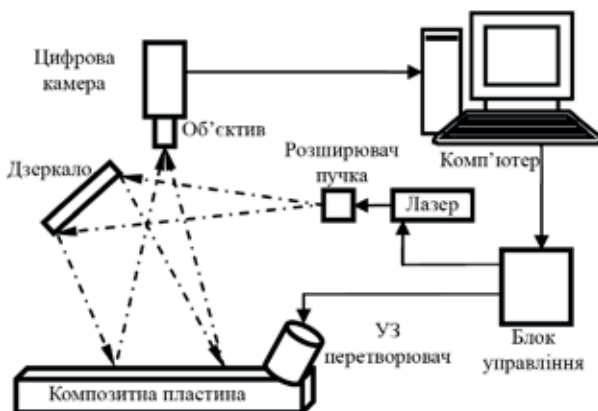 Цифрова
камера
Об’єктив
Дзеркало
Розширювач
пучка
Лазер
Комп’ютер
УЗ
перетворювач
Блок
управління
Композитна пластина